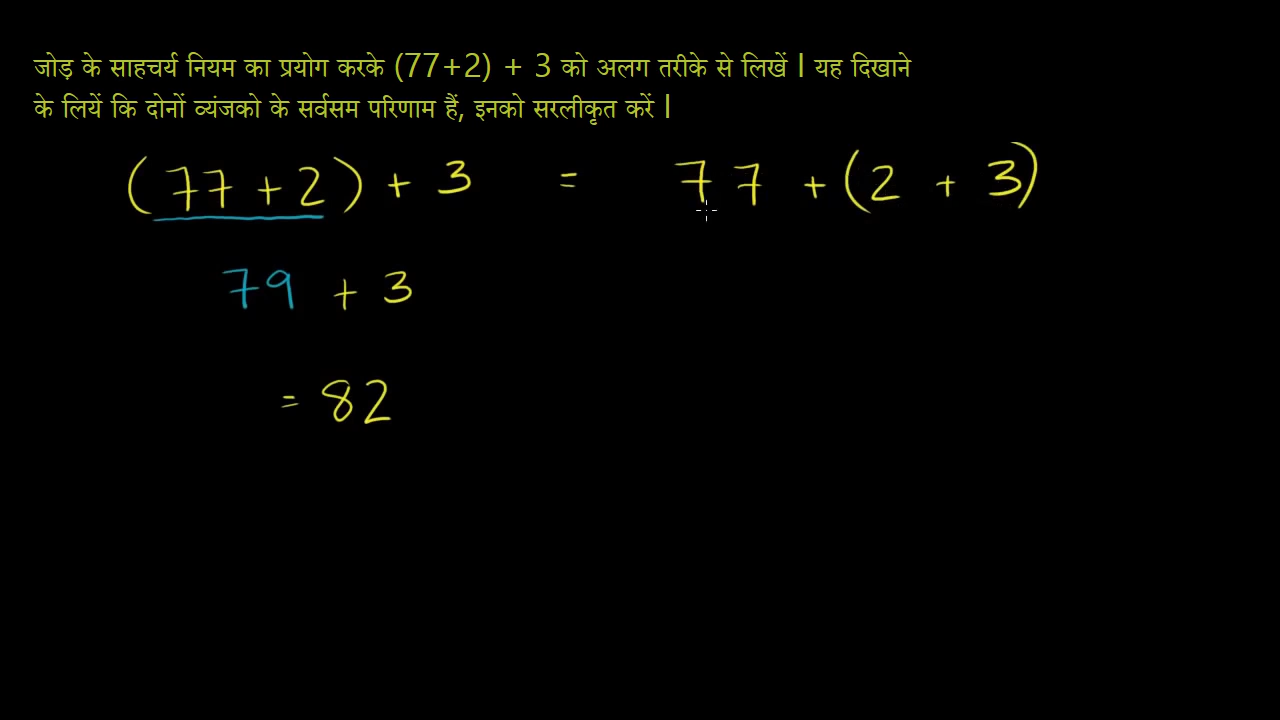 जोड़ के साहचर्य नियम का प्रयोग करके (77+2) + 3 को अलग तरीके से लिखें । यह दिखाने
के लियें कि दोनों व्यंजको के सर्वसम परिणाम हैं, इनको सरलीकृत करें ।
(77+2) + 3 = 77 + (2 + 3)
79 + 3
= 82